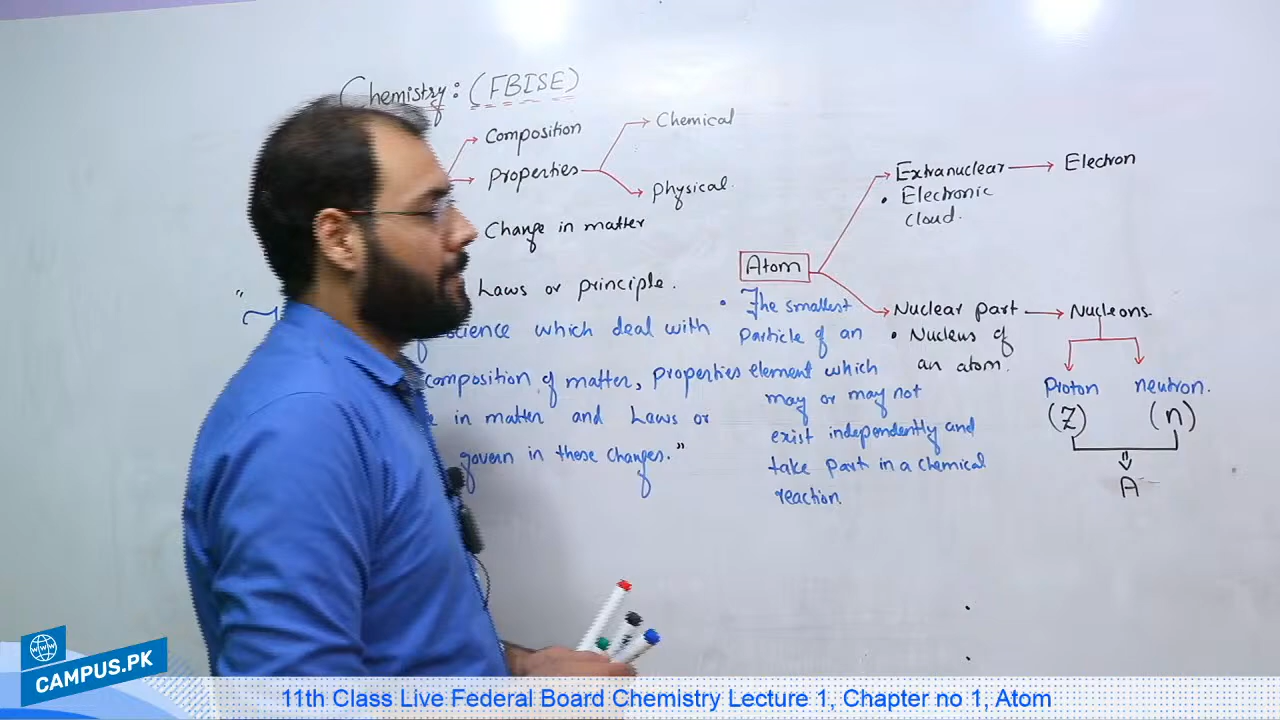 Chemistry: (FBISE)
Composition
Properties
Chemical
Physical.
Change in matter
Laws or principle.
"
science which deal with
composition of matter, properties
in matter and Laws or
govern in these changes."
Atom
• The smallest
particle of an
element which
may or may not
exist independently and
take part in a chemical
reaction.
Extranuclear
Electron
• Electronic
cloud.
Nuclear part
Nucleons.
• Nucleus of
an atom.
Proton neutron.
(Z) (n)
A
WWW
CAMPUS.PK
11th Class Live Federal Board Chemistry Lecture 1, Chapter no 1, Atom